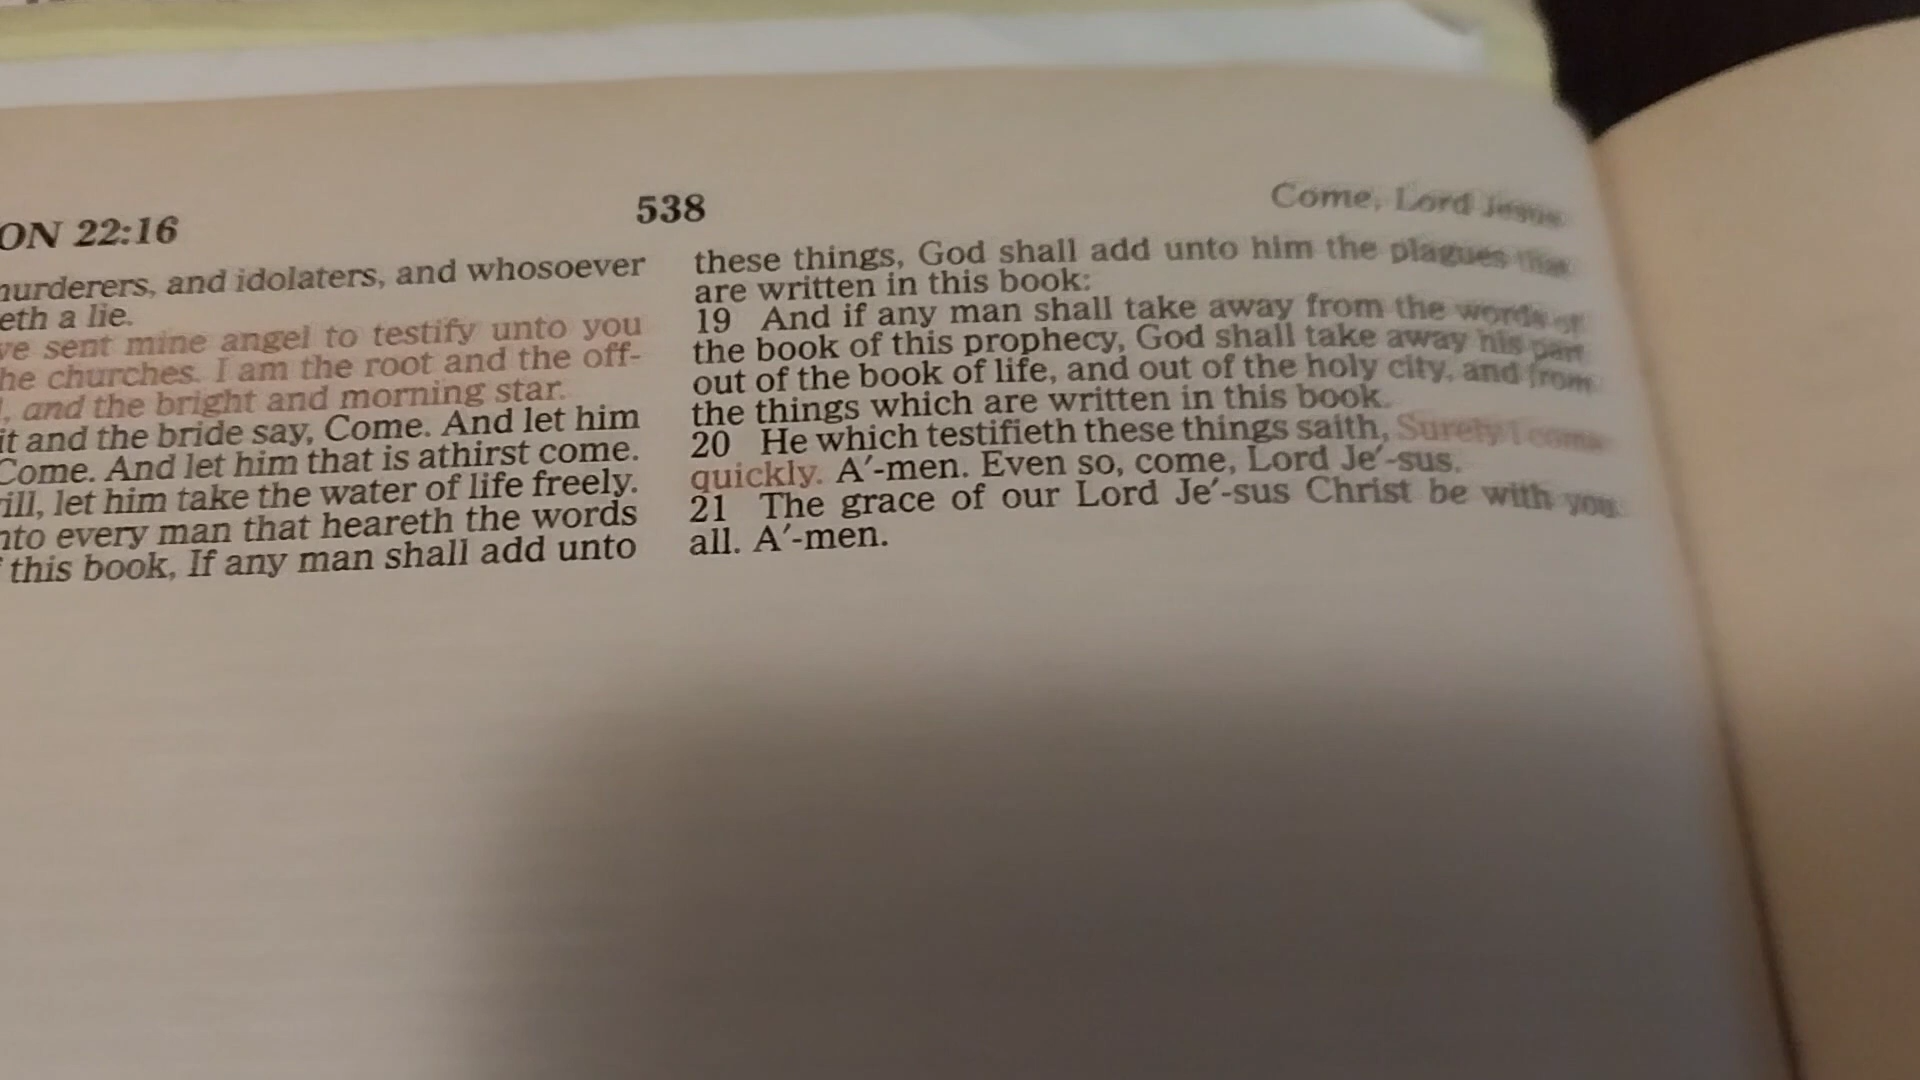 ON 22:16
538
Come, Lord Jesus
murderers, and idolaters, and whosoever
eth a lie.
ve sent mine angel to testify unto you
he churches. I am the root and the off-
, and the bright and morning star.
it and the bride say, Come. And let him
Come. And let him that is athirst come.
ill, let him take the water of life freely.
nto every man that heareth the words
this book, If any man shall add unto
these things, God shall add unto him the plagues that
are written in this book:
19 And if any man shall take away from the words of
the book of this prophecy, God shall take away his part
out of the book of life, and out of the holy city, and from
the things which are written in this book.
20 He which testifieth these things saith, Surely I come
quickly. A′-men. Even so, come, Lord Je′-sus.
21 The grace of our Lord Je′-sus Christ be with you
all. A′-men.